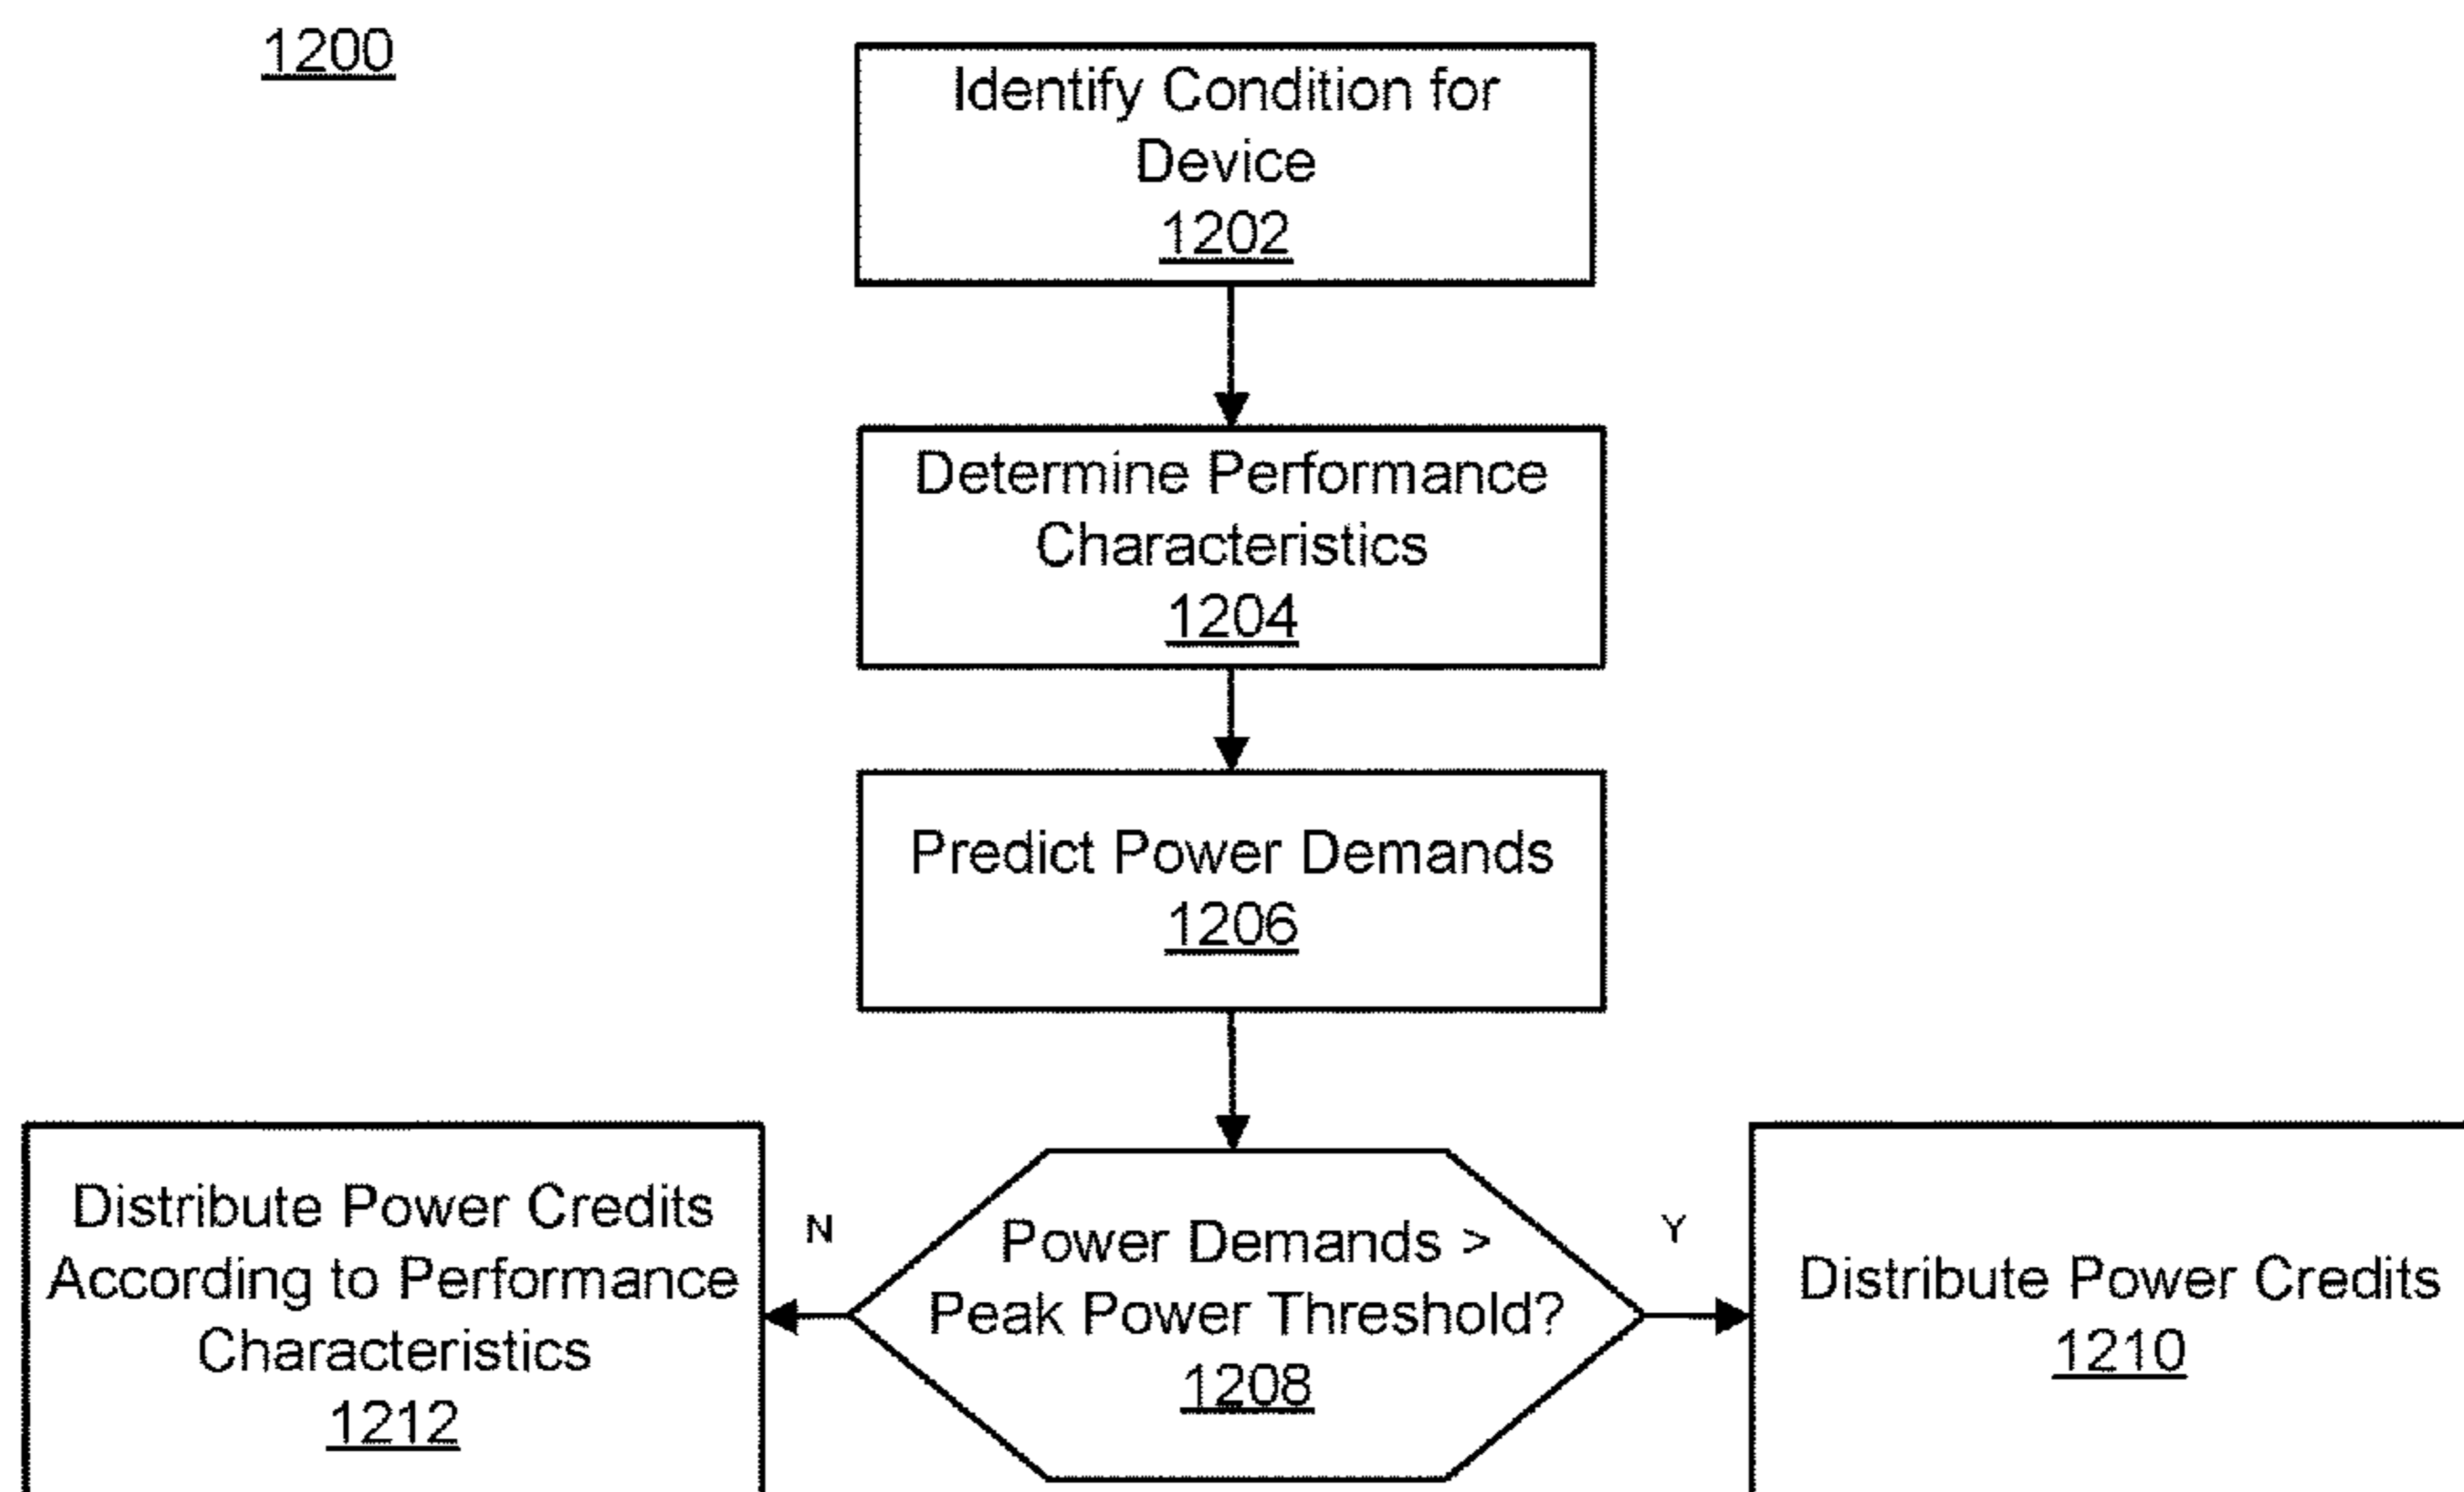 1200
Identify Condition for
Device
1202
Determine Performance
Characteristics
1204
Predict Power Demands
1206
Distribute Power Credits
According to Performance
Characteristics
1212
N
Power Demands >
Peak Power Threshold?
1208
Y
Distribute Power Credits
1210